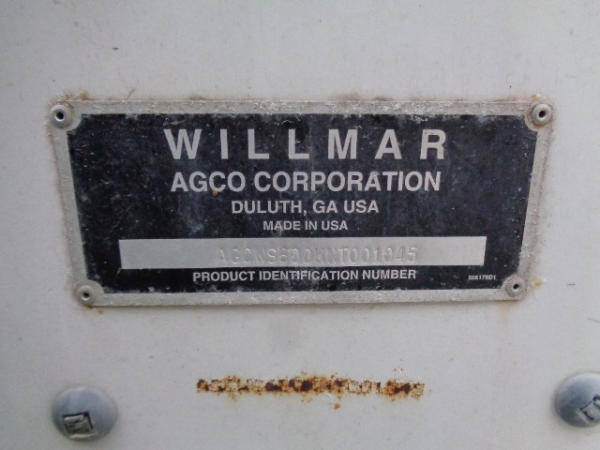 WILLMAR
AGCO CORPORATION
DULUTH, GA USA
MADE IN USA
PRODUCT IDENTIFICATION NUMBER